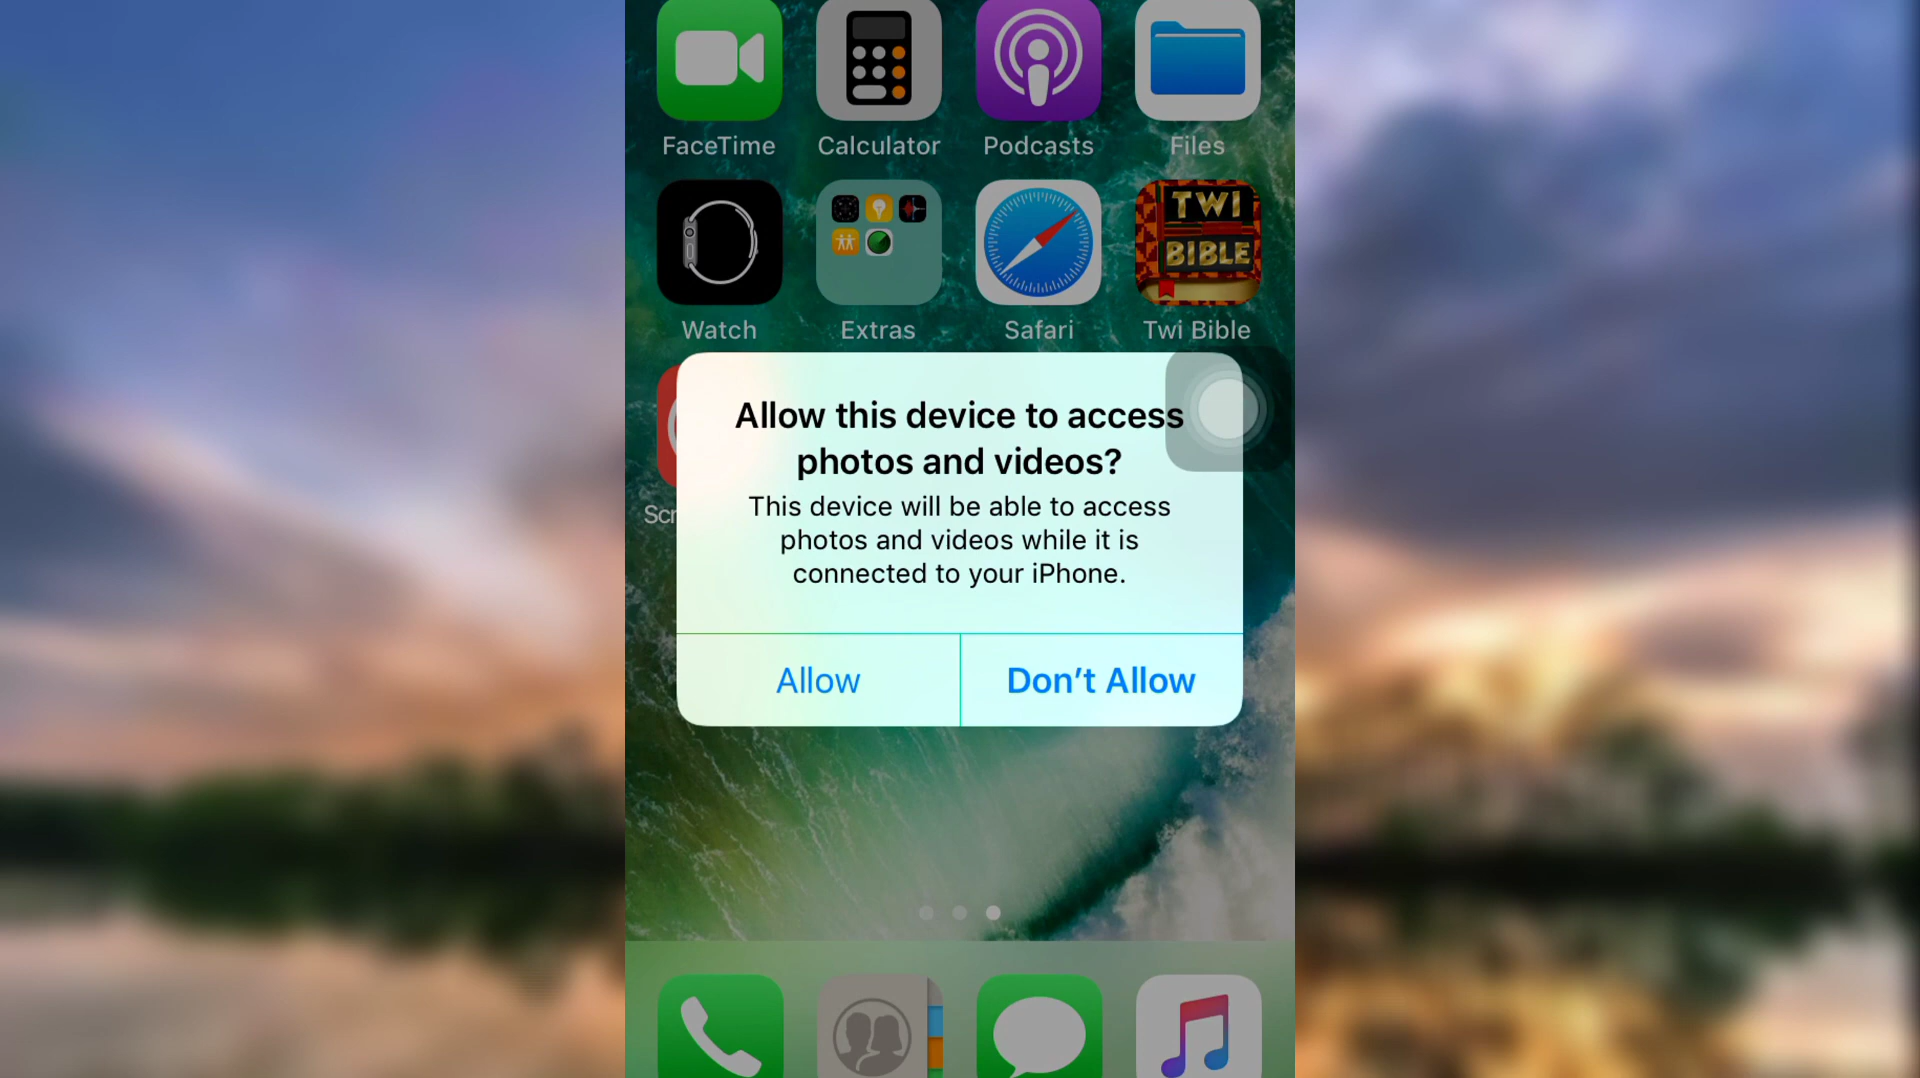 FaceTime Calculator Podcasts Files
TWI
BIBLE
Watch Extras Safari Twi Bible
Allow this device to access
photos and videos?
Scr
This device will be able to access
photos and videos while it is
connected to your iPhone.
Allow Don’t Allow